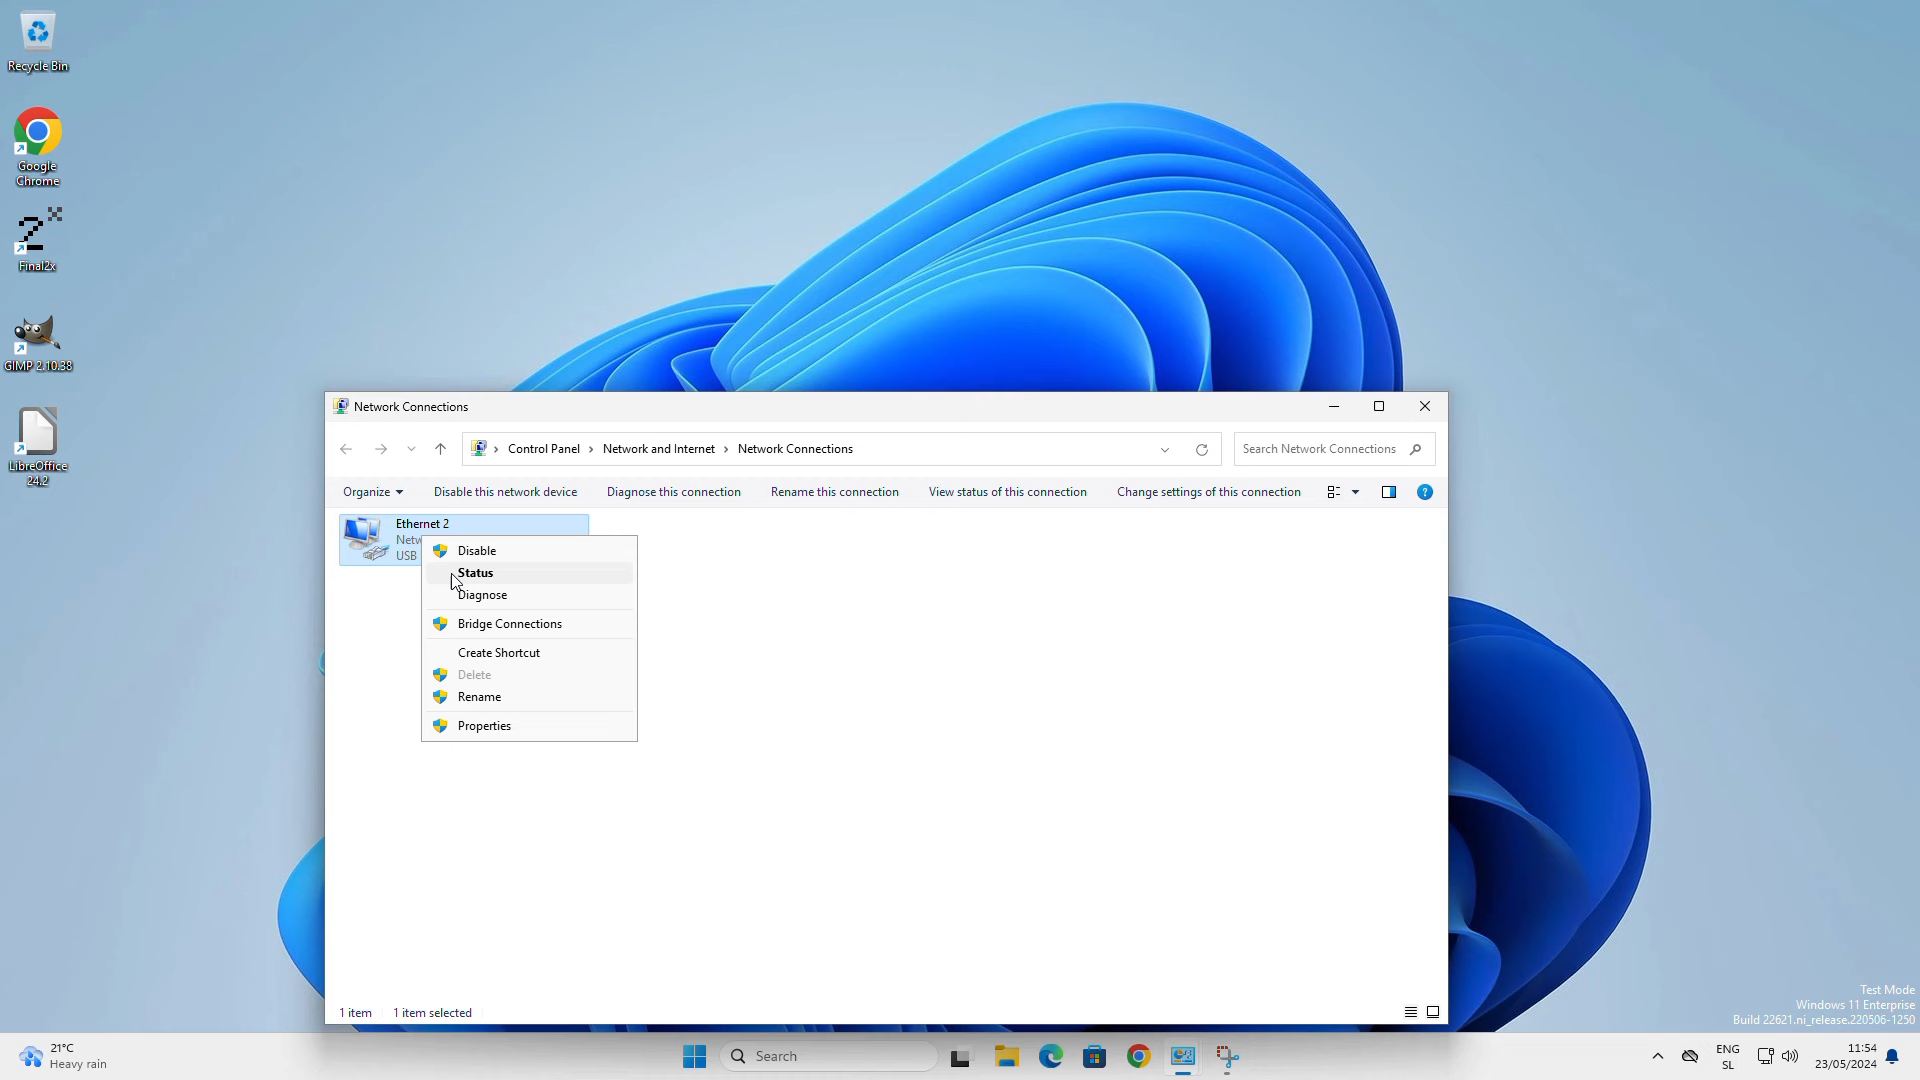 Recycle Bin
Google
Chrome
Final2x
GIMP 2.10.38
LibreOffice
24.2
Network Connections
Control Panel > Network and Internet > Network Connections
Search Network Connections
Organize
Disable this network device
Diagnose this connection
Rename this connection
View status of this connection
Change settings of this connection
Ethernet 2
Netw
USB
Disable
Status
Diagnose
Bridge Connections
Create Shortcut
Delete
Rename
Properties
1 item
1 item selected
Test Mode
Windows 11 Enterprise
Build 22621.ni_release.220506-1250
21°C
Heavy rain
Search
ENG
SL
11:54
23/05/2024